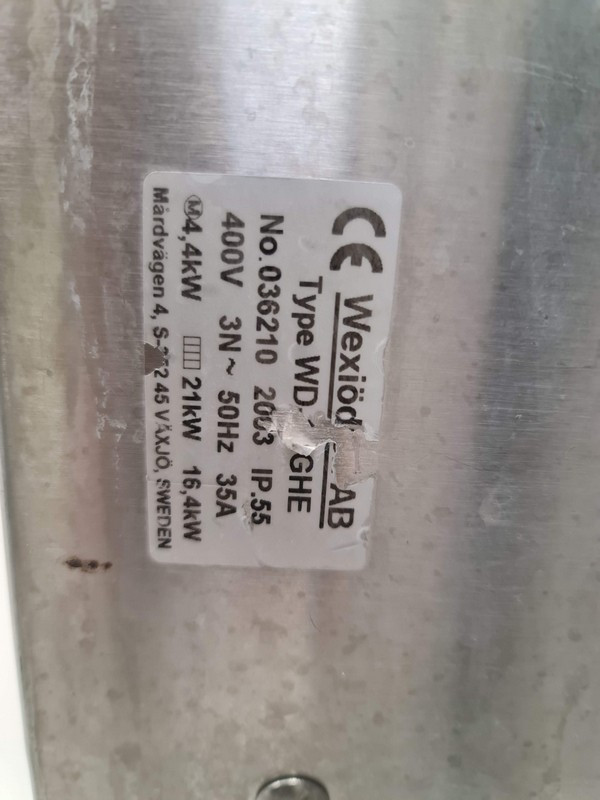 CE Wexiöd AB
Type WD- GHE
No.036210 2003 IP.55
400V 3N~ 50Hz 35A
M 4,4kW 21kW 16,4kW
Mårdvägen 4, S- 2 45 VÄXJÖ, SWEDEN